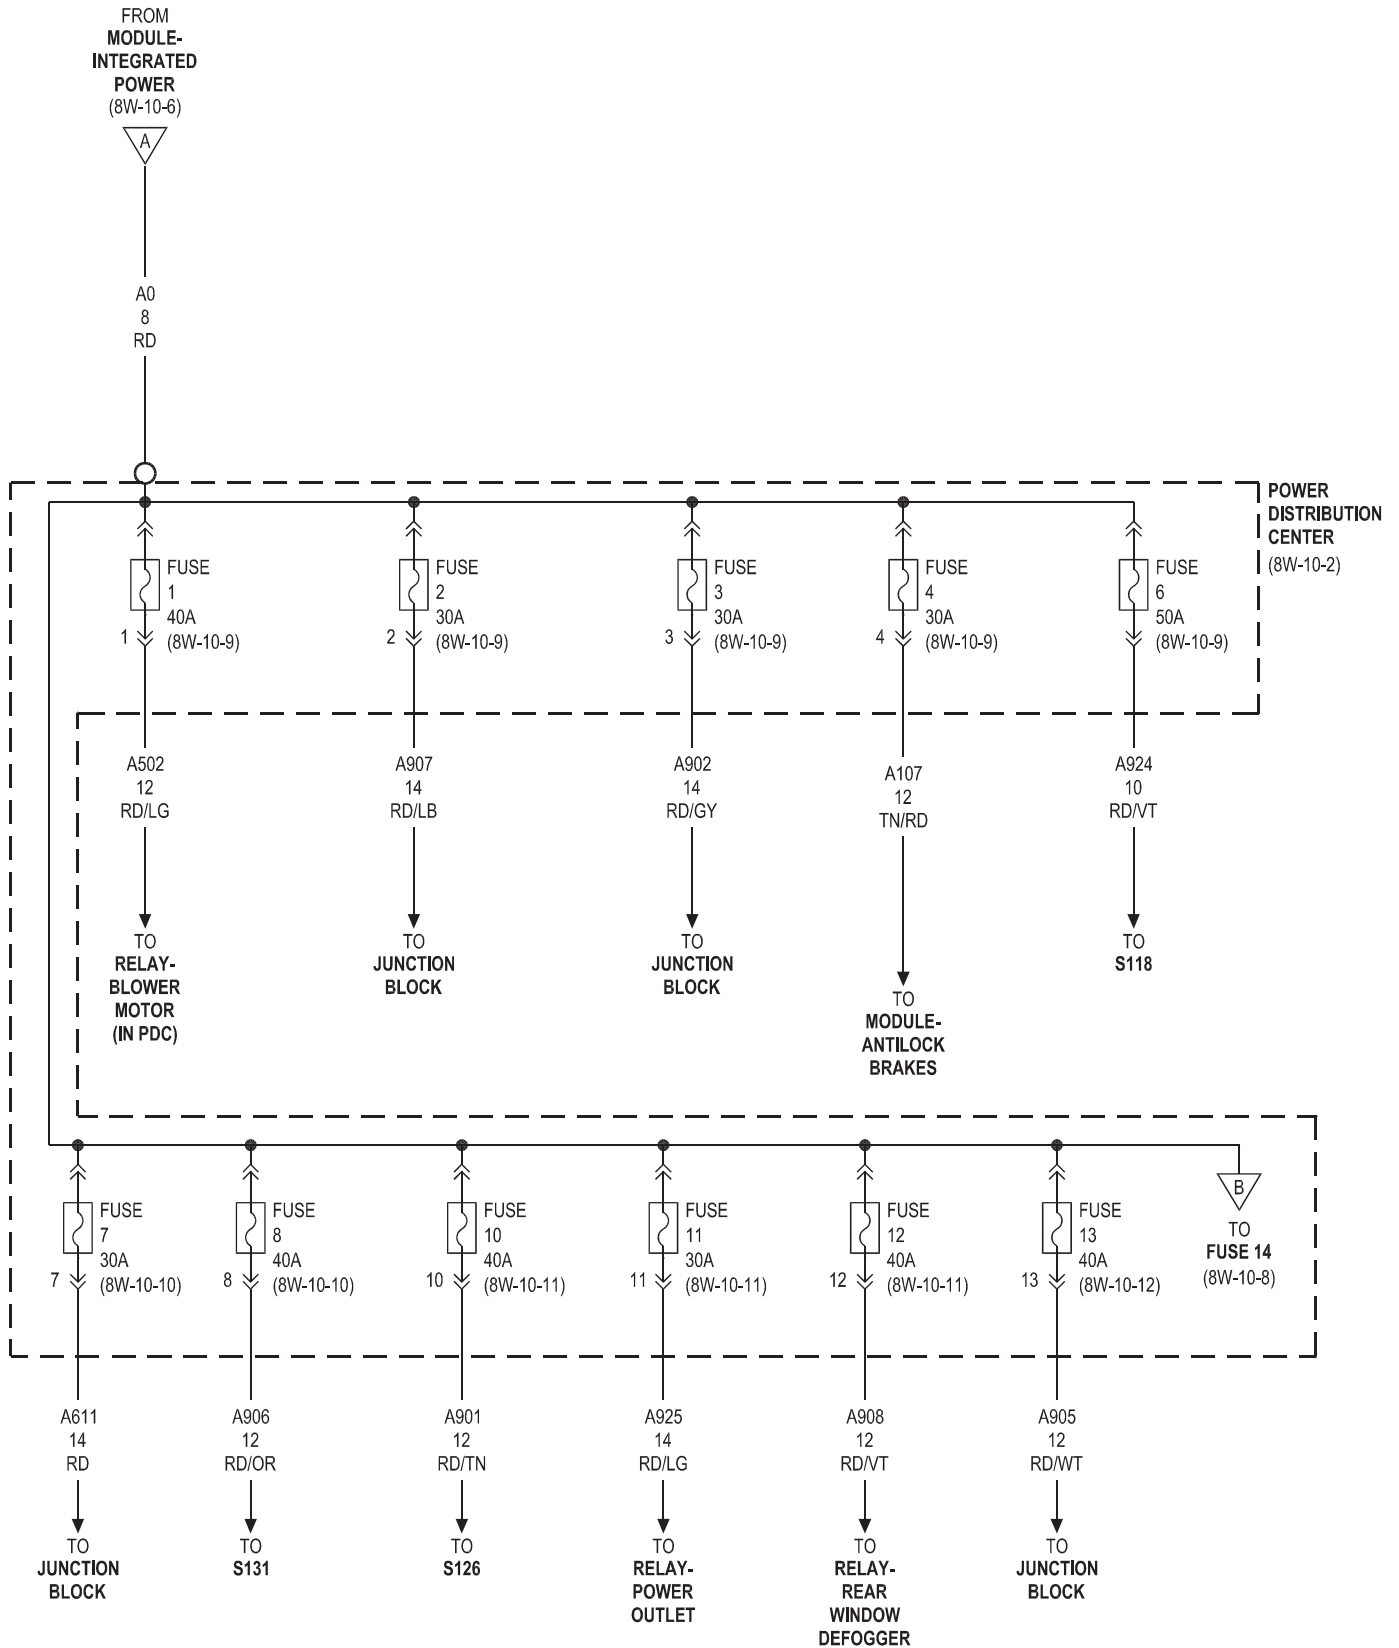 FROM
MODULE-
INTEGRATED
POWER
(8W-10-6)
A
A0
8
RD
POWER
DISTRIBUTION
CENTER
(8W-10-2)
FUSE
1
40A
(8W-10-9)
1
FUSE
2
30A
(8W-10-9)
2
FUSE
3
30A
(8W-10-9)
3
FUSE
4
30A
(8W-10-9)
4
FUSE
6
50A
(8W-10-9)
A502
12
RD/LG
TO
RELAY-
BLOWER
MOTOR
(IN PDC)
A907
14
RD/LB
TO
JUNCTION
BLOCK
A902
14
RD/GY
TO
JUNCTION
BLOCK
A107
12
TN/RD
TO
MODULE-
ANTILOCK
BRAKES
A924
10
RD/VT
TO
S118
FUSE
7
30A
(8W-10-10)
7
FUSE
8
40A
(8W-10-10)
8
FUSE
10
40A
(8W-10-11)
10
FUSE
11
30A
(8W-10-11)
11
FUSE
12
40A
(8W-10-11)
12
FUSE
13
40A
(8W-10-12)
13
B
TO
FUSE 14
(8W-10-8)
A611
14
RD
TO
JUNCTION
BLOCK
A906
12
RD/OR
TO
S131
A901
12
RD/TN
TO
S126
A925
14
RD/LG
TO
RELAY-
POWER
OUTLET
A908
12
RD/VT
TO
RELAY-
REAR
WINDOW
DEFOGGER
A905
12
RD/WT
TO
JUNCTION
BLOCK